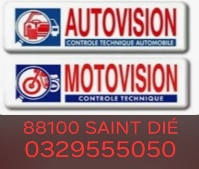 AUTOVISION
CONTROLE TECHNIQUE AUTOMOBILE
MOTOVISION
CONTROLE TECHNIQUE
88100 SAINT DIÉ
0329555050